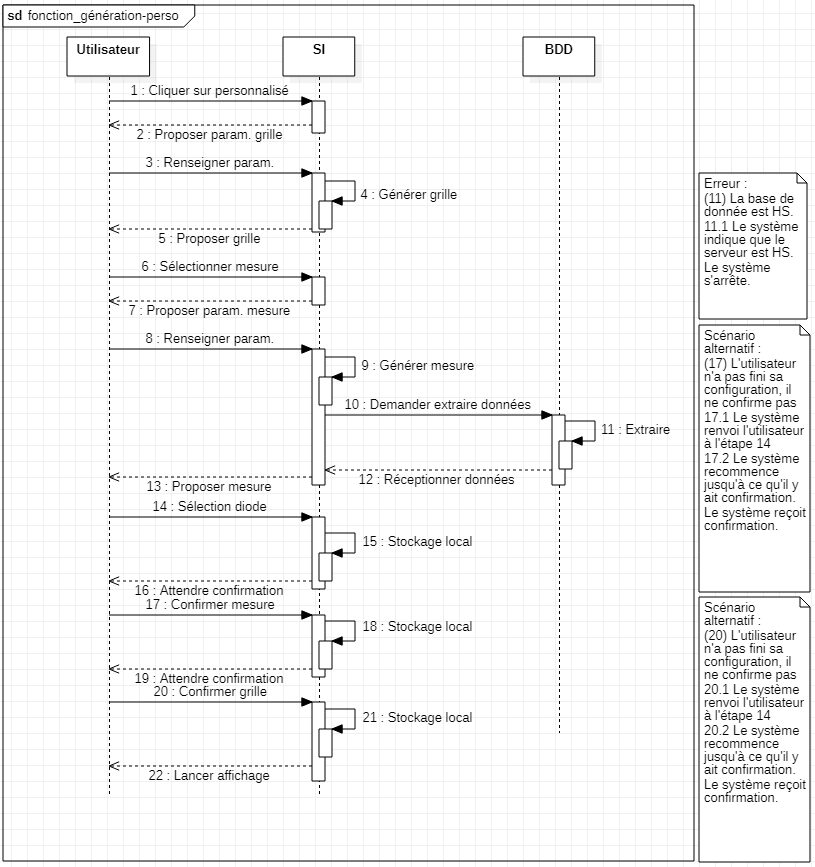 sd fonction_génération-perso
Utilisateur
SI
BDD
1 : Cliquer sur personnalisé
2 : Proposer param. grille
3 : Renseigner param.
4 : Générer grille
5 : Proposer grille
6 : Sélectionner mesure
7 : Proposer param. mesure
8 : Renseigner param.
9 : Générer mesure
10 : Demander extraire données
11 : Extraire
12 : Réceptionner données
13 : Proposer mesure
14 : Sélection diode
15 : Stockage local
16 : Attendre confirmation
17 : Confirmer mesure
18 : Stockage local
19 : Attendre confirmation
20 : Confirmer grille
21 : Stockage local
22 : Lancer affichage
Erreur :
(11) La base de
donnée est HS.
11.1 Le système
indique que le
serveur est HS.
Le système
s'arrête.
Scénario
alternatif :
(17) L'utilisateur
n'a pas fini sa
configuration, il
ne confirme pas
17.1 Le système
renvoi l'utilisateur
à l'étape 14
17.2 Le système
recommence
jusqu'à ce qu'il y
ait confirmation.
Le système reçoit
confirmation.
Scénario
alternatif :
(20) L'utilisateur
n'a pas fini sa
configuration, il
ne confirme pas
20.1 Le système
renvoi l'utilisateur
à l'étape 14
20.2 Le système
recommence
jusqu'à ce qu'il y
ait confirmation.
Le système reçoit
confirmation.